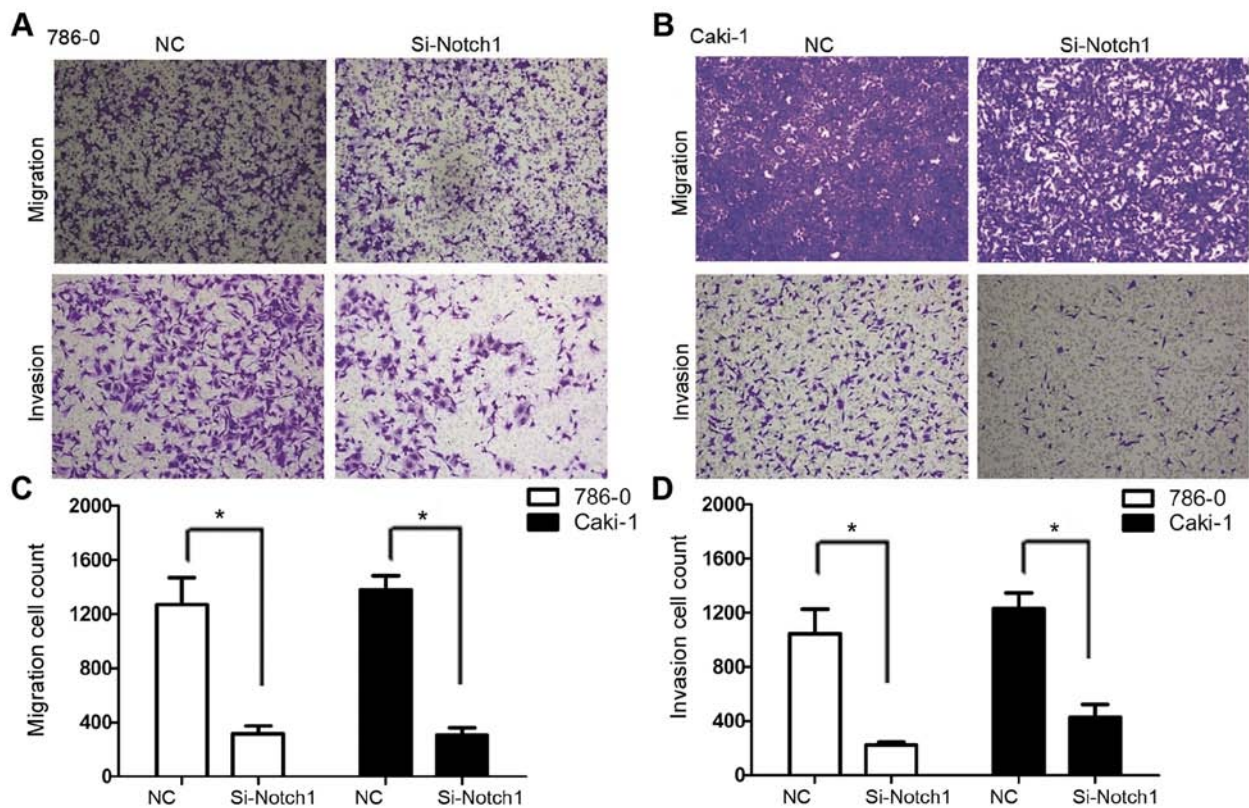 A
786-0
NC
Si-Notch1
Migration
Invasion
B
Caki-1
NC
Si-Notch1
Migration
Invasion
C
786-0
Caki-1
Migration cell count
2000
1600
1200
800
400
0
*
*
NC
Si-Notch1
NC
Si-Notch1
D
786-0
Caki-1
Invasion cell count
2000
1600
1200
800
400
0
*
*
NC
Si-Notch1
NC
Si-Notch1